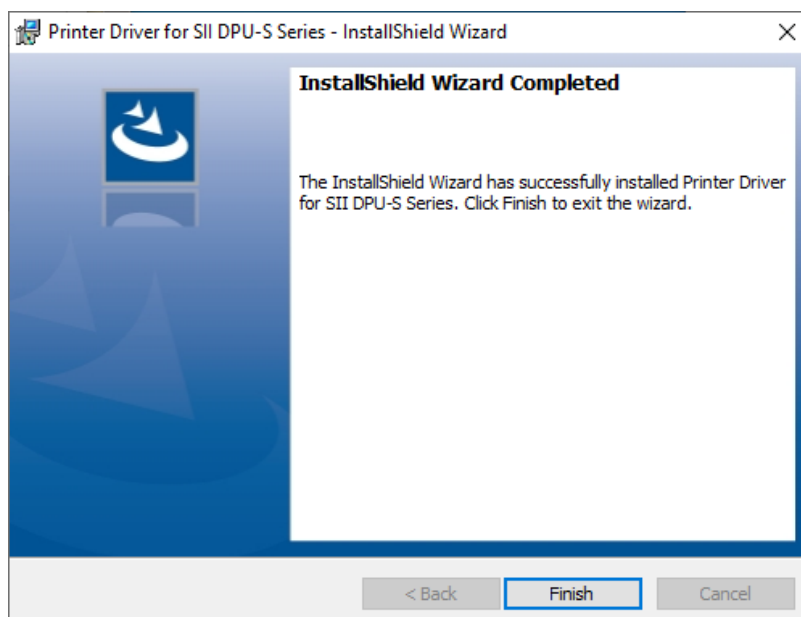 Printer Driver for SII DPU-S Series - InstallShield Wizard
InstallShield Wizard Completed
The InstallShield Wizard has successfully installed Printer Driver
for SII DPU-S Series. Click Finish to exit the wizard.
< Back Finish Cancel